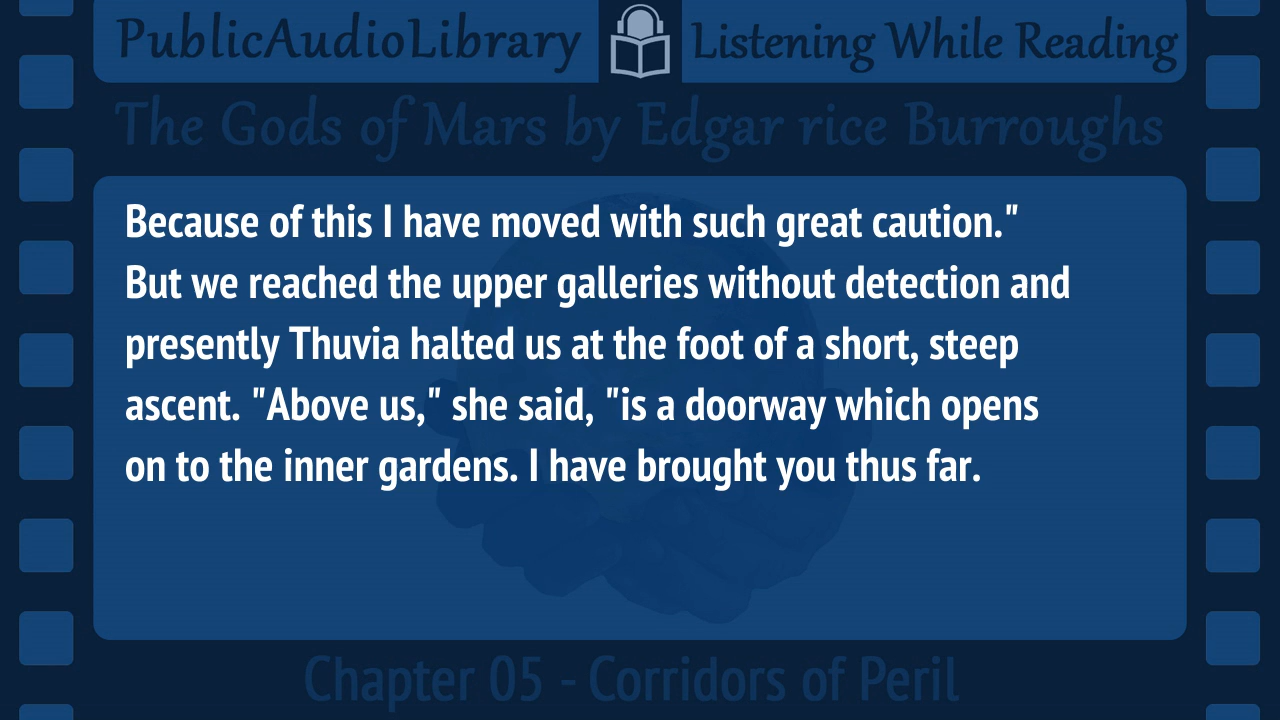 PublicAudioLibrary Listening While Reading
The Gods of Mars by Edgar rice Burroughs
Because of this I have moved with such great caution."
But we reached the upper galleries without detection and
presently Thuvia halted us at the foot of a short, steep
ascent. "Above us," she said, "is a doorway which opens
on to the inner gardens. I have brought you thus far.
Chapter 05 - Corridors of Peril